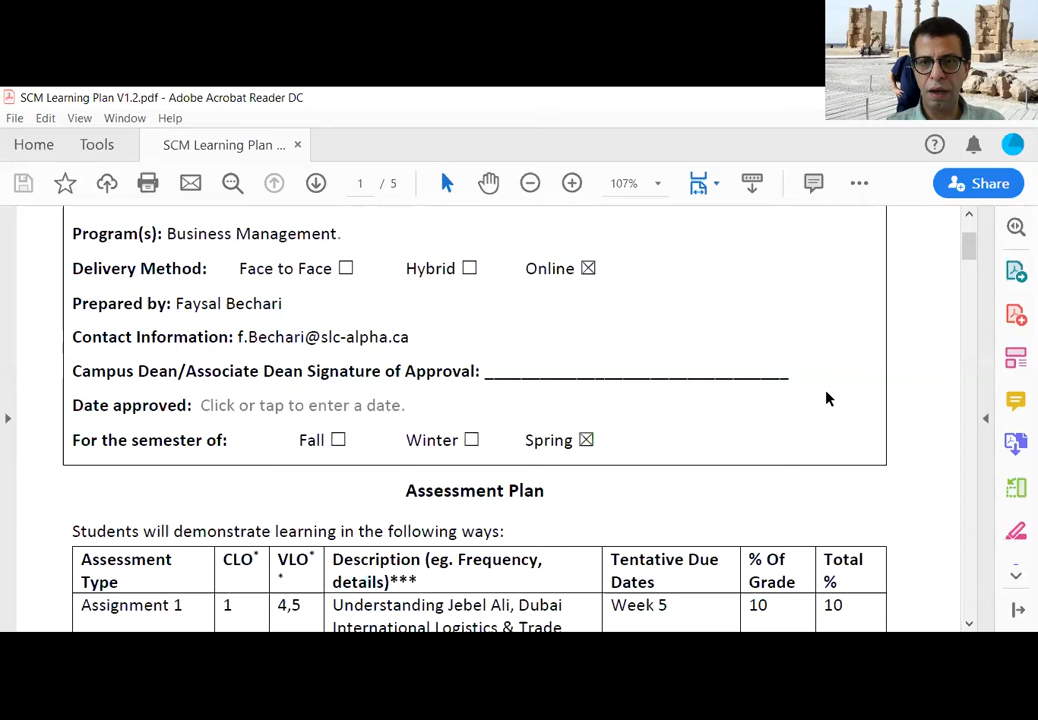 SCM Learning Plan V1.2.pdf - Adobe Acrobat Reader DC
File Edit View Window Help
Home Tools SCM Learning Plan ... ×
1 / 5 107% Share
Program(s): Business Management.
Delivery Method: Face to Face ☐ Hybrid ☐ Online ☒
Prepared by: Faysal Bechari
Contact Information: f.Bechari@slc-alpha.ca
Campus Dean/Associate Dean Signature of Approval: ________________________________
Date approved: Click or tap to enter a date.
For the semester of: Fall ☐ Winter ☐ Spring ☒
Assessment Plan
Students will demonstrate learning in the following ways:
Assessment Type CLO* VLO** Description (eg. Frequency, details)*** Tentative Due Dates % Of Grade Total %
Assignment 1 1 4,5 Understanding Jebel Ali, Dubai Week 5 10 10
International Logistics & Trade